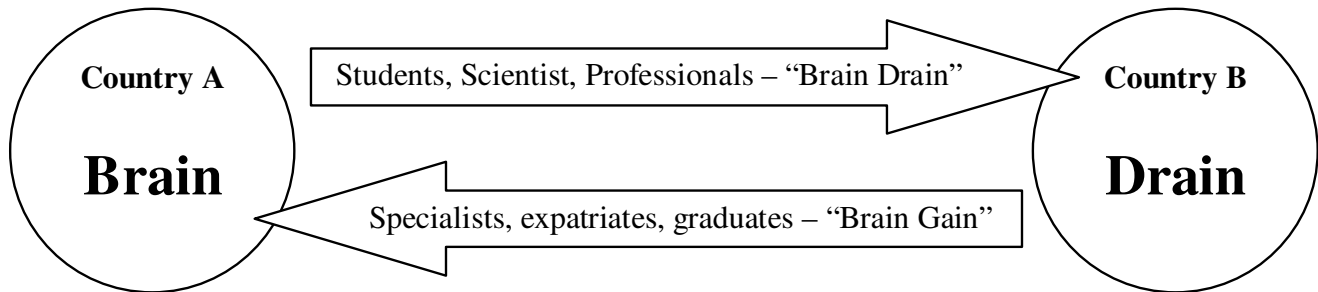 Country A
Brain
Students, Scientist, Professionals – “Brain Drain”
Specialists, expatriates, graduates – “Brain Gain”
Country B
Drain